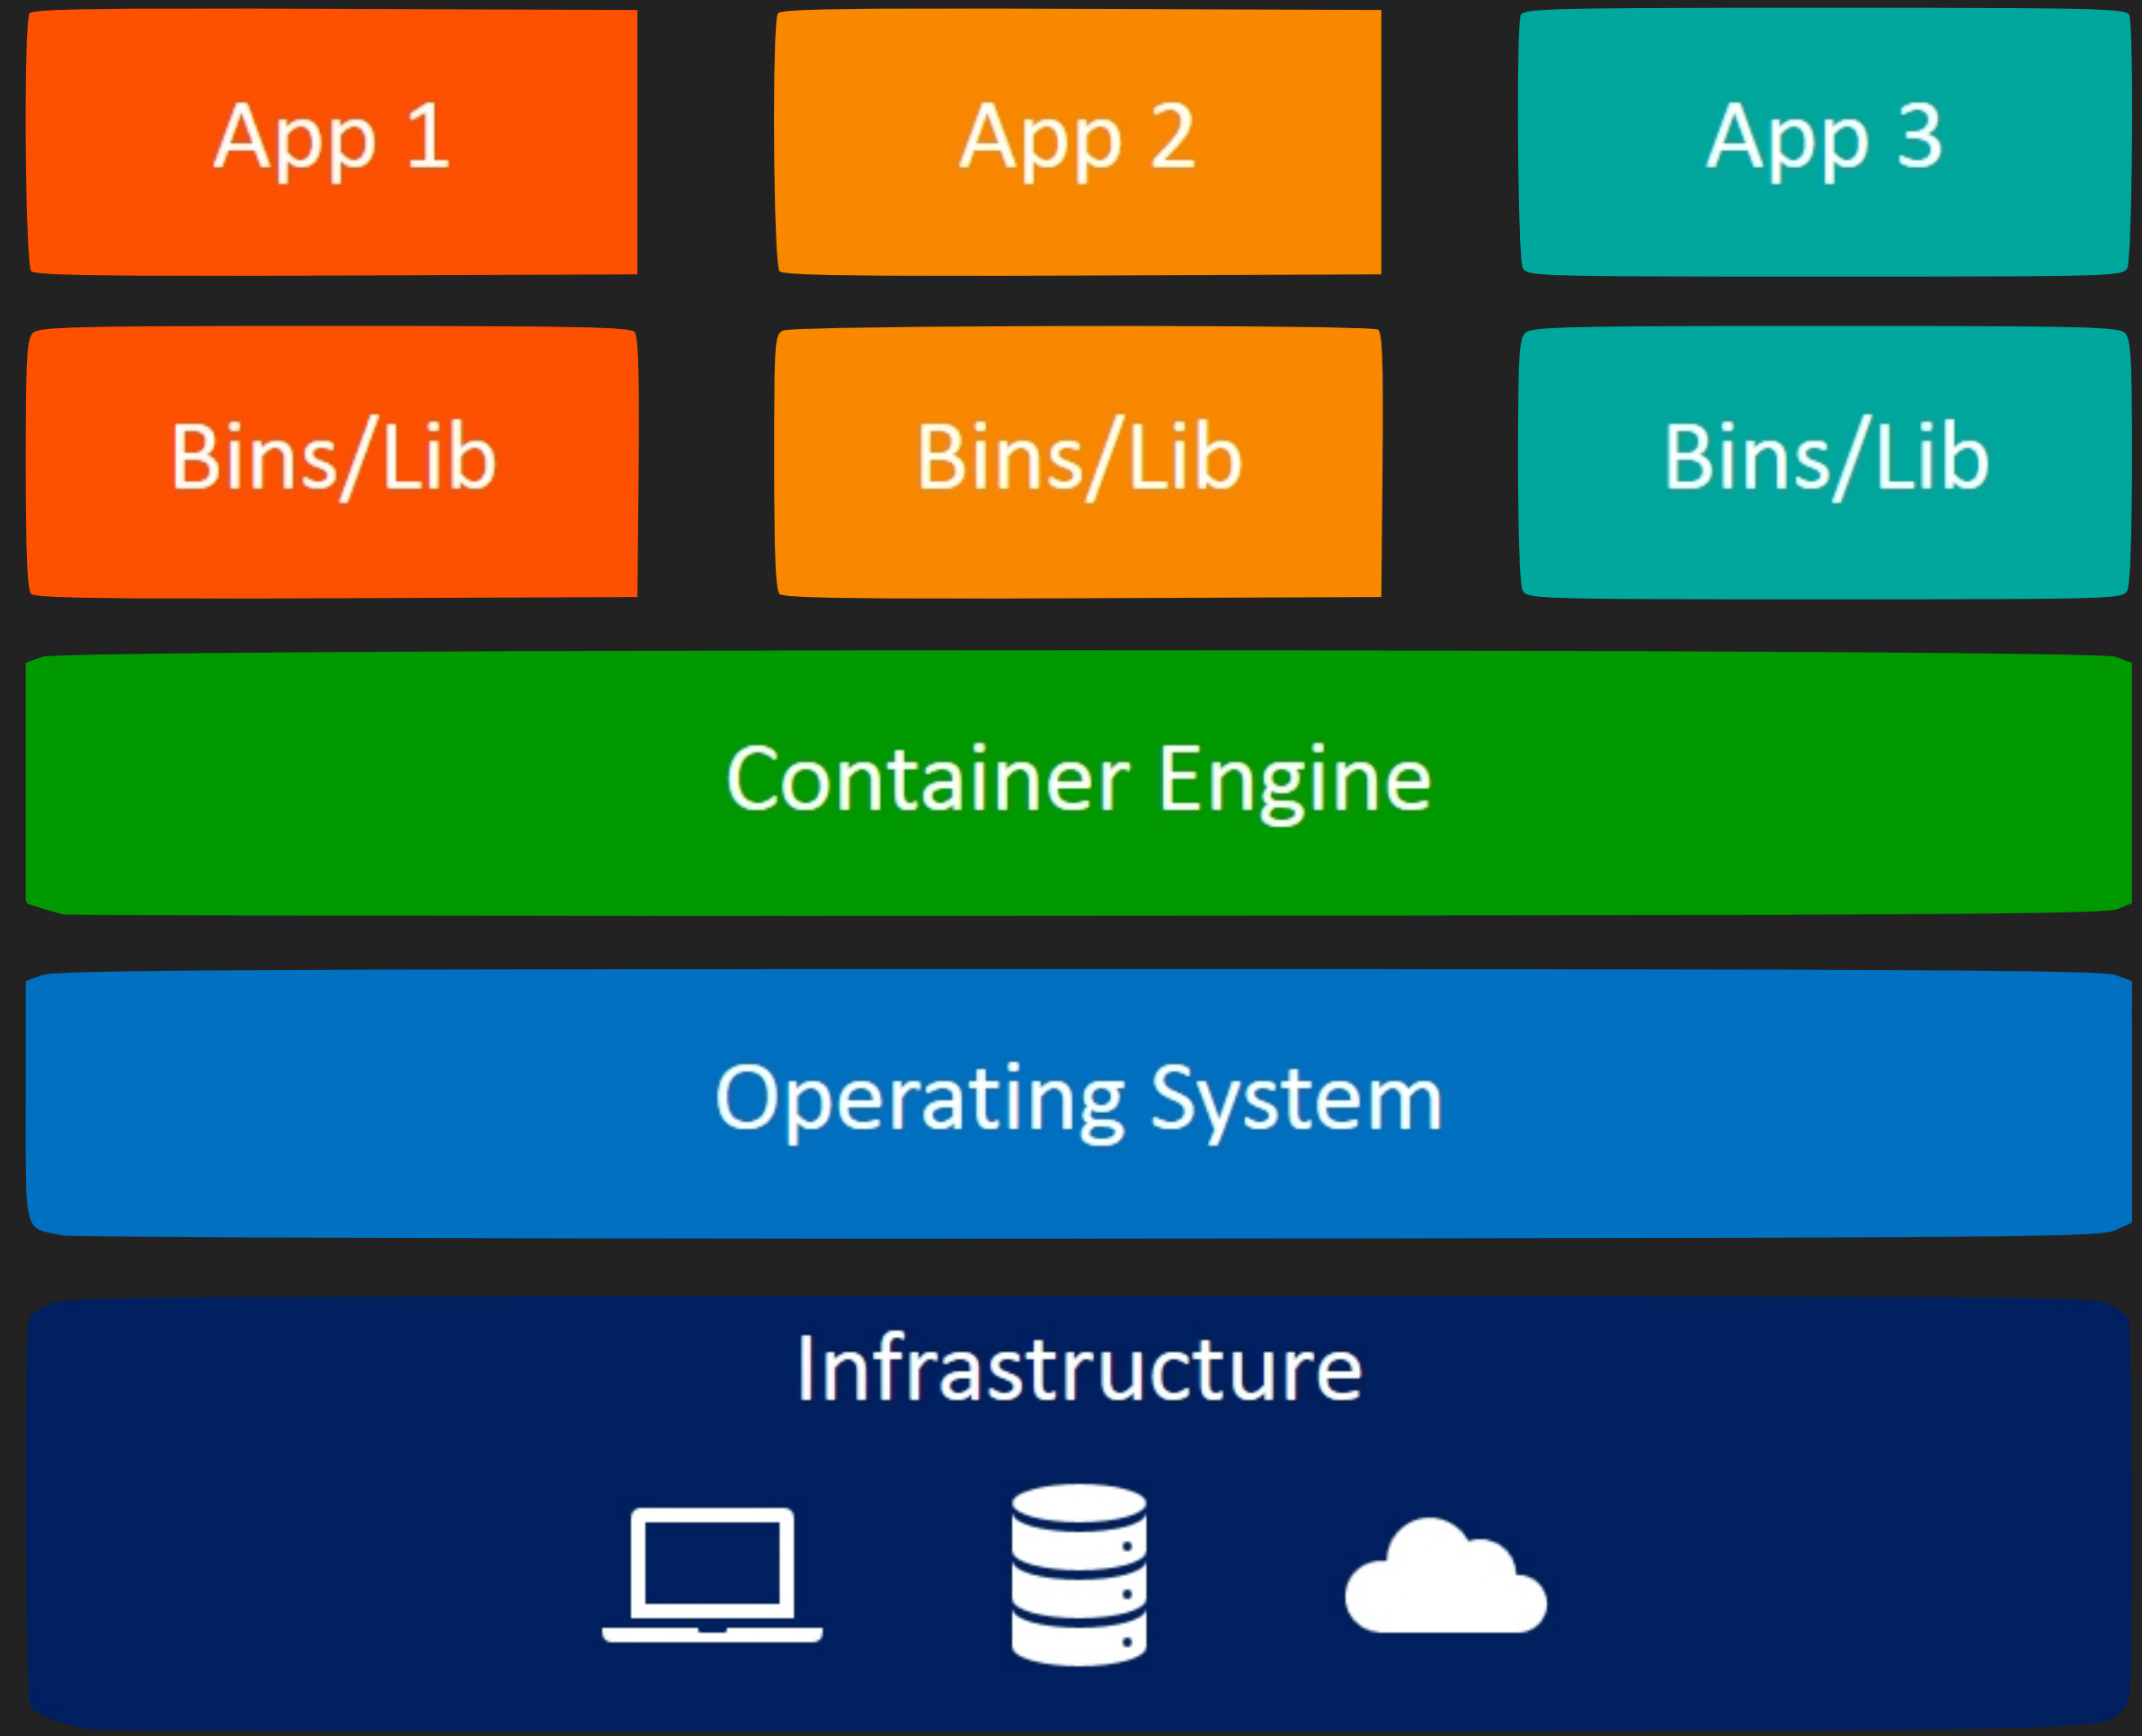 App 1
App 2
App 3
Bins/Lib
Bins/Lib
Bins/Lib
Container Engine
Operating System
Infrastructure